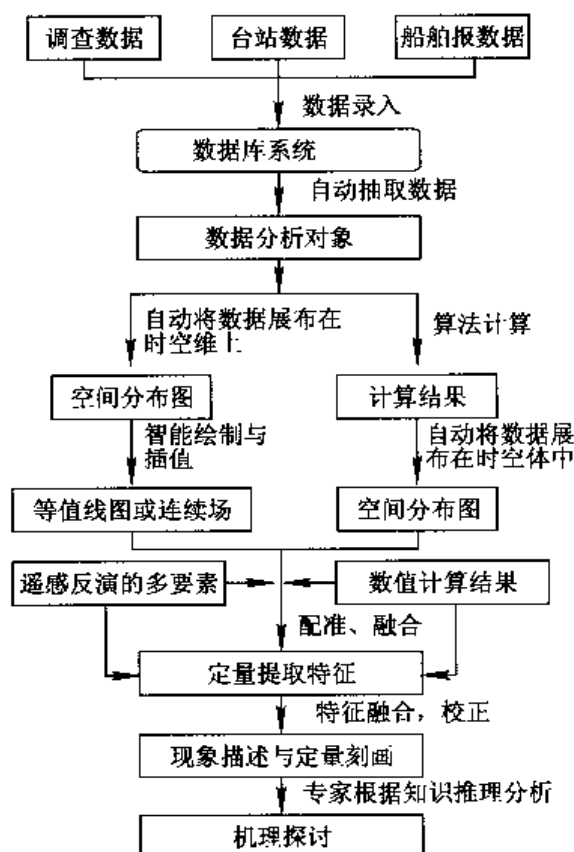 调查数据
台站数据
船舶报数据
数据录入
数据库系统
自动抽取数据
数据分析对象
自动将数据展布在
时空维上
算法计算
空间分布图
计算结果
智能绘制与
插值
自动将数据展
布在时空体中
等值线图或连续场
空间分布图
遥感反演的多要素
数值计算结果
配准、融合
定量提取特征
特征融合，校正
现象描述与定量刻画
专家根据知识推理分析
机理探讨